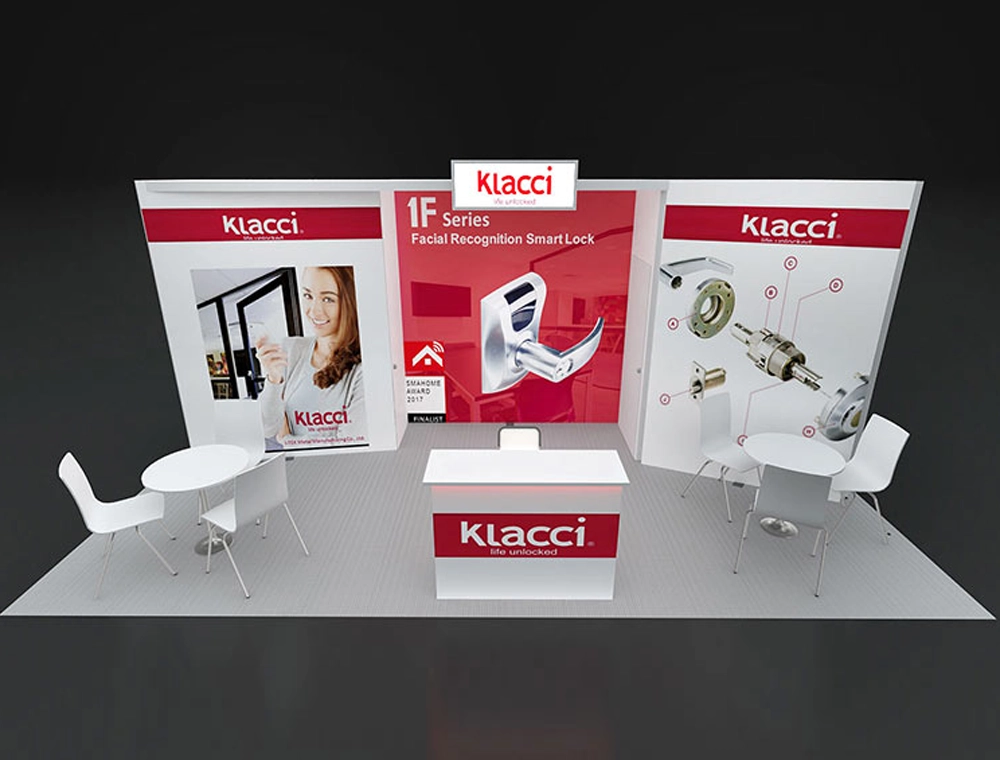 Klacci
life unlocked
Klacci.
life unlocked
1F Series
Facial Recognition Smart Lock
SMAHOME
AWARD
2017
FINALIST
Klacci.
life unlocked
Klacci.
life unlocked
A
B
C
D
J
Klacci
life unlocked